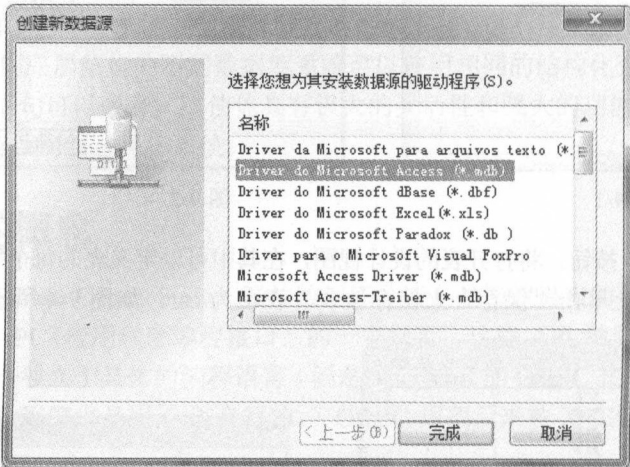 创建新数据源
选择您想为其安装数据源的驱动程序(S)。
名称
Driver da Microsoft para arquivos texto (*.
Driver do Microsoft Access (*.mdb)
Driver do Microsoft dBase (*.dbf)
Driver do Microsoft Excel(*.xls)
Driver do Microsoft Paradox (*.db )
Driver para o Microsoft Visual FoxPro
Microsoft Access Driver (*.mdb)
Microsoft Access-Treiber (*.mdb)
< 上一步(B)
完成
取消